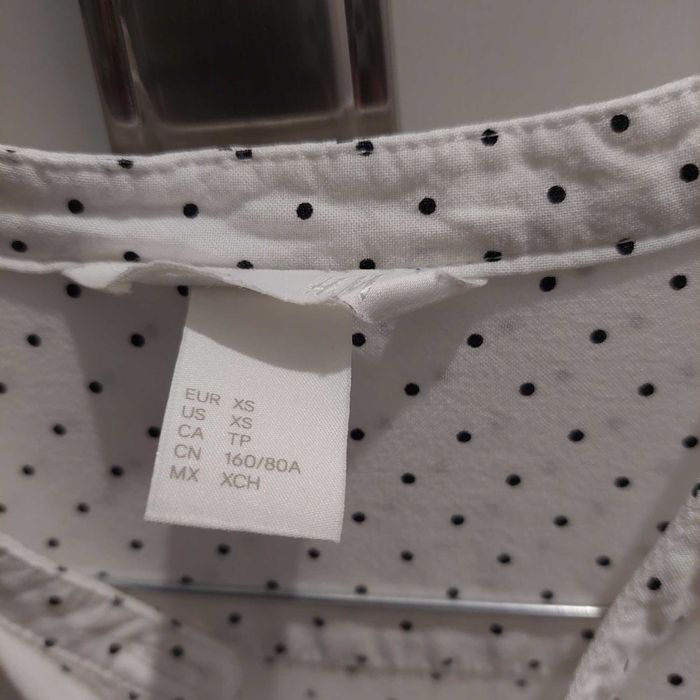 EUR XS
US XS
CA TP
CN 160/80A
MX XCH